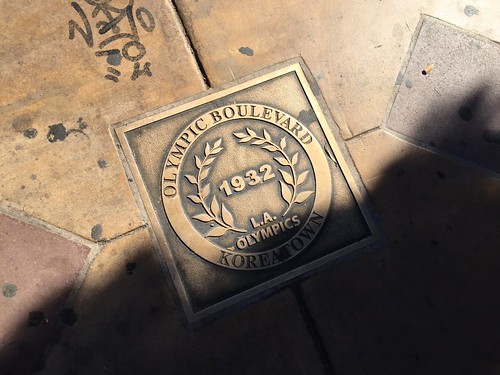 OLYMPIC BOULEVARD
1932
L.A.
OLYMPICS
KOREATOWN